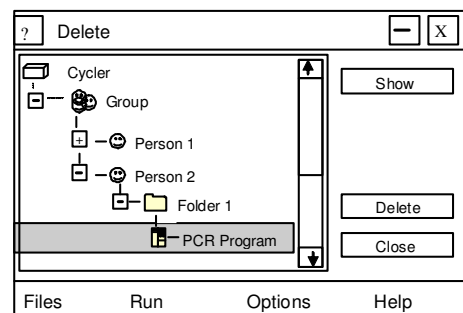 ? Delete – X
Cycler
Show
Group
Person 1
Person 2
Folder 1
Delete
PCR Program
Close
Files Run Options Help